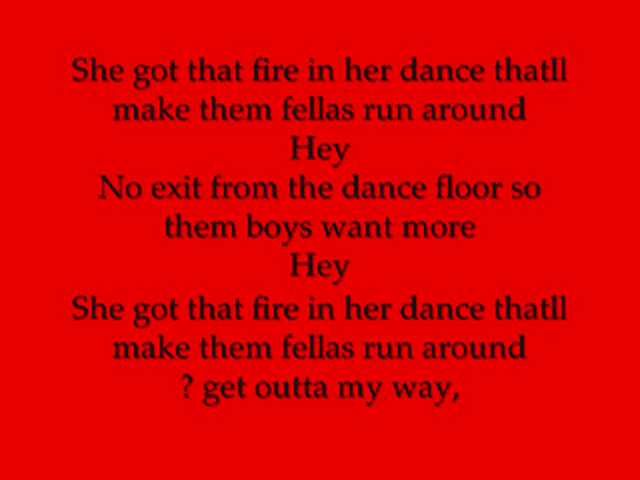 She got that fire in her dance thatll
make them fellas run around
Hey
No exit from the dance floor so
them boys want more
Hey
She got that fire in her dance thatll
make them fellas run around
? get outta my way,